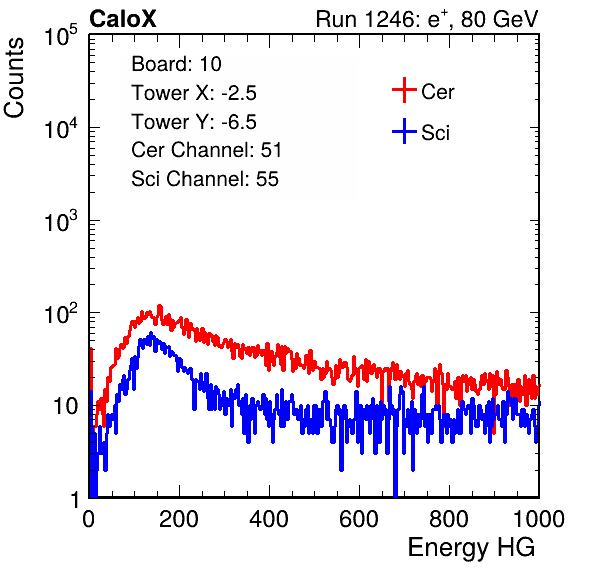 CaloX Run 1246: e⁺, 80 GeV
Counts
10⁵
10⁴
10³
10²
10
1
Board: 10
Tower X: -2.5
Tower Y: -6.5
Cer Channel: 51
Sci Channel: 55
Cer
Sci
0 200 400 600 800 1000
Energy HG